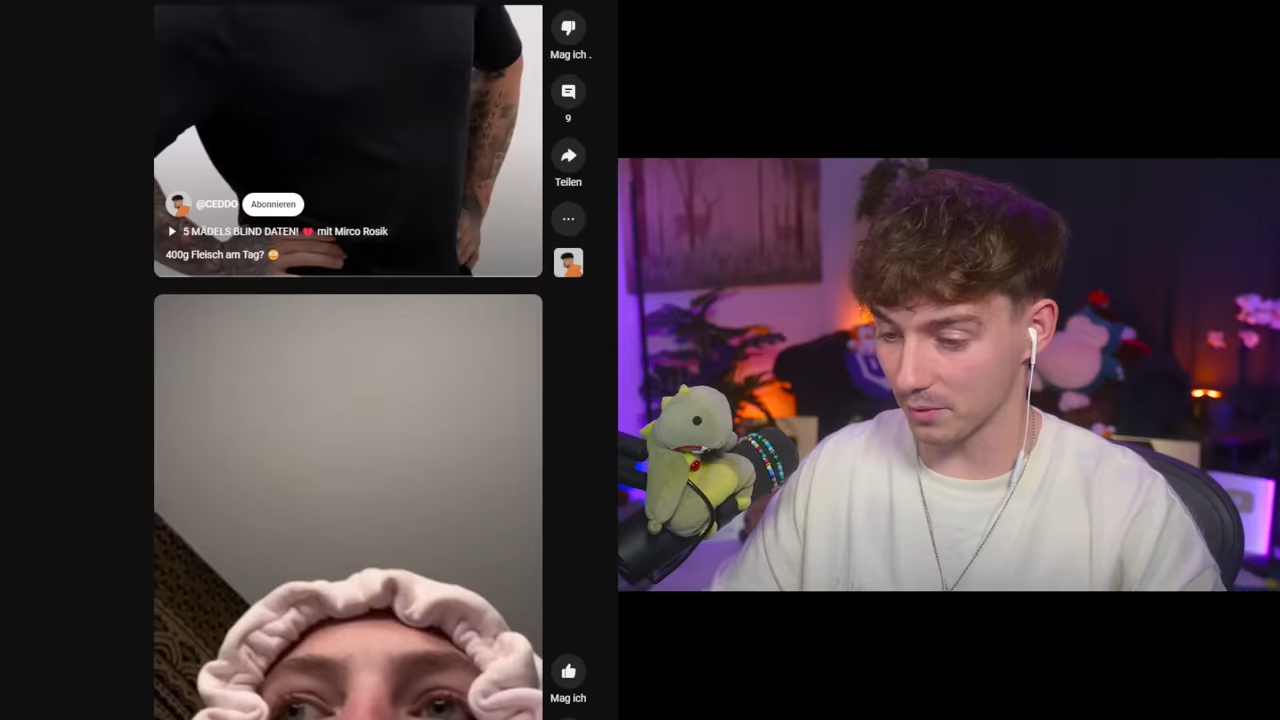 Mag ich .
9
Teilen
@CEDDO Abonnieren
5 MÄDELS BLIND DATEN! ❤️ mit Mirco Rosik
400g Fleisch am Tag? 😳
Mag ich